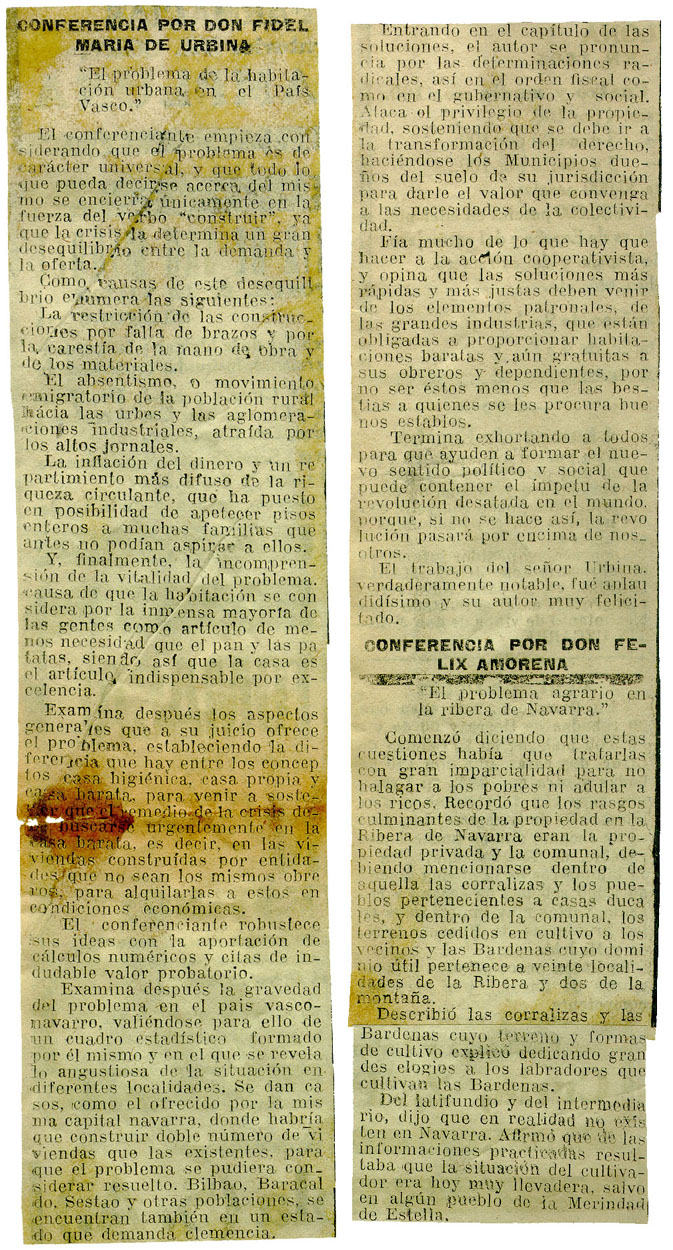 CONFERENCIA POR DON FIDEL
MARIA DE URBINA
"El problema de la habita-
ción urbana en el País
Vasco."
El conferenciante empieza con
siderando que el problema es de
carácter universal, y que todo lo
que pueda decirse acerca del mis
mo se encierra únicamente en la
fuerza del verbo "construir", ya
que la crisis la determina un gran
desequilibrio entre la demanda y
la oferta.
Como causas de este desequili
brio enumera las siguientes:
La restricción de las construc-
ciones por falta de brazos y por
la carestía de la mano de obra y
de los materiales.
El absentismo, o movimiento
emigratorio de la población rural
hacia las urbes y las aglomera-
ciones industriales, atraída por
los altos jornales.
La inflación del dinero y un re
partimiento más difuso de la ri-
queza circulante, que ha puesto
en posibilidad de apetecer pisos
enteros a muchas familias que
antes no podían aspirar a ellos.
Y, finalmente, la incompren-
sión de la vitalidad del problema.
causa de que la habitación se con
sidera por la inmensa mayoría de
las gentes como artículo de me-
nos necesidad que el pan y las pa
tatas, siendo así que la casa es
el artículo indispensable por ex-
celencia.
Examina después los aspectos
generales que a su juicio ofrece
el problema, estableciendo la di-
ferencia que hay entre los concep
tos casa higiénica, casa propia y
casa barata, para venir a soste-
ner que el remedio de la crisis de-
be buscarse urgentemente en la
casa barata, es decir, en las vi-
viendas construídas por entida-
des que no sean los mismos obre
ros, para alquilarlas a estos en
condiciones económicas.
El conferenciante robustece
sus ideas con la aportación de
cálculos numéricos y citas de in-
dudable valor probatorio.
Examina después la gravedad
del problema en el pais vasco-
navarro, valiéndose para ello de
un cuadro estadístico formado
por él mismo y en el que se revela
lo angustiosa de la situación en
diferentes localidades. Se dan ca
sos, como el ofrecido por la mis
ma capital navarra, donde habría
que construir doble número de vi
viendas que las existentes, para
que el problema se pudiera con-
siderar resuelto. Bilbao, Baracal
do, Sestao y otras poblaciones, se
encuentran también en un esta-
do que demanda clemencia.
Entrando en el capítulo de las
soluciones, el autor se pronun-
cia por las determinaciones ra-
dicales, así en el orden fiscal co-
mo en el gubernativo y social.
Ataca el privilegio de la propie-
dad, sosteniendo que se debe ir a
la transformación del derecho,
haciéndose los Municipios due-
ños del suelo de su jurisdicción
para darle el valor que convenga
a las necesidades de la colectivi-
dad.
Fía mucho de lo que hay que
hacer a la acción cooperativista,
y opina que las soluciones más
rápidas y más justas deben venir
de los elementos patronales, de
las grandes industrias, que están
obligadas a proporcionar habita-
ciones baratas y aún gratuitas a
sus obreros y dependientes, por
no ser éstos menos que las bes-
tias a quienes se les procura bue
nos establos.
Termina exhortando a todos
para que ayuden a formar el nue-
vo sentido político y social que
puede contener el ímpetu de la
revolución desatada en el mundo.
porque, si no se hace así, la revo
lución pasará por encima de nos-
otros.
El trabajo del señor Urbina.
verdaderamente notable, fué aplau
didísimo y su autor muy felici-
tado.
CONFERENCIA POR DON FE-
LIX AMORENA
"El problema agrario en
la ribera de Navarra."
Comenzó diciendo que estas
cuestiones había que tratarlas
con gran imparcialidad para no
halagar a los pobres ni adular a
los ricos. Recordó que los rasgos
culminantes de la propiedad en la
Ribera de Navarra eran la pro-
piedad privada y la comunal, de-
biendo mencionarse dentro de
aquella las corralizas y los pue-
blos pertenecientes a casas duca
les, y dentro de la comunal, los
terrenos cedidos en cultivo a los
vecinos y las Bardenas cuyo domi
nio útil pertenece a veinte locali-
dades de la Ribera y dos de la
montaña.
Describió las corralizas y las
Bardenas cuyo terreno y formas
de cultivo explicó dedicando gran
des elogios a los labradores que
cultivan las Bardenas.
Del latifundio y del intermedia
rio, dijo que en realidad no exis
ten en Navarra. Afirmó que de las
informaciones practicadas resul-
taba que la situación del cultiva-
dor era hoy muy llevadera, salvo
en algún pueblo de la Merindad
de Estella.